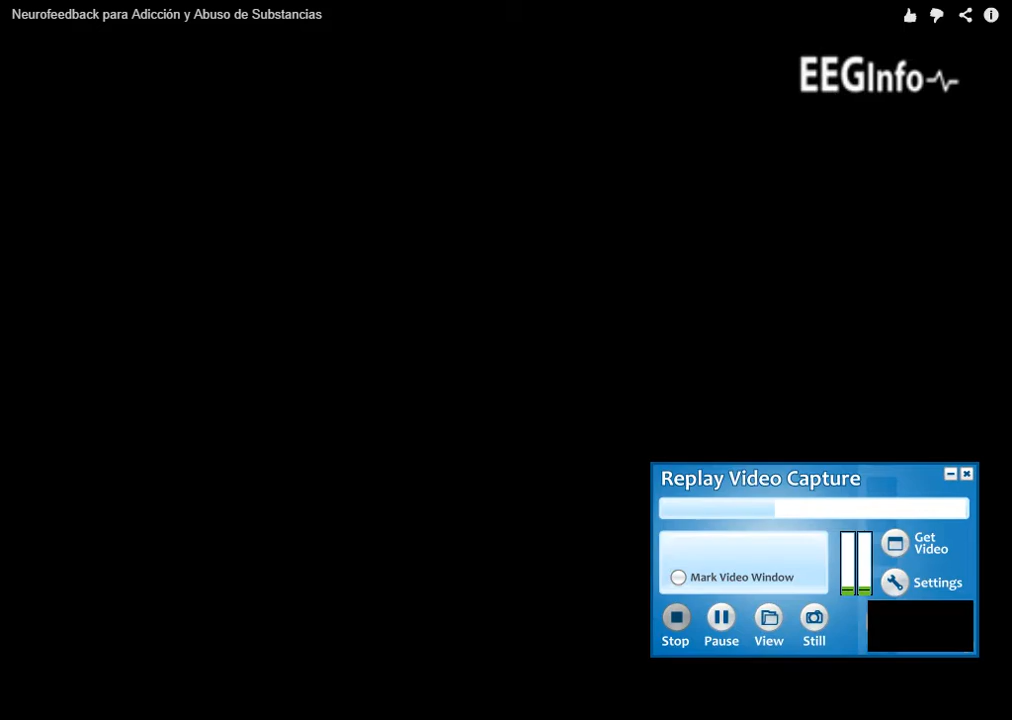 Neurofeedback para Adicción y Abuso de Substancias
EEGInfo
Replay Video Capture
Get
Video
Mark Video Window
Settings
Stop Pause View Still